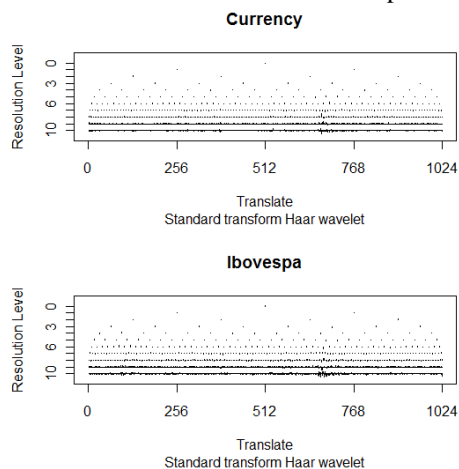 Currency
Resolution Level
0
3
6
10
0 256 512 768 1024
Translate
Standard transform Haar wavelet
Ibovespa
Resolution Level
0
3
6
10
0 256 512 768 1024
Translate
Standard transform Haar wavelet